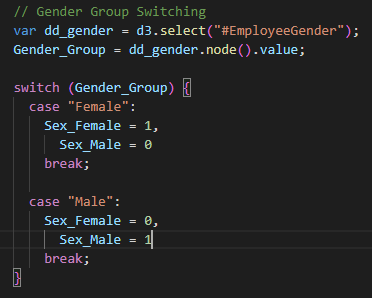 // Gender Group Switching
var dd_gender = d3.select("#EmployeeGender");
Gender_Group = dd_gender.node().value;
switch (Gender_Group) {
case "Female":
Sex_Female = 1,
Sex_Male = 0
break;
case "Male":
Sex_Female = 0,
Sex_Male = 1
break;
}